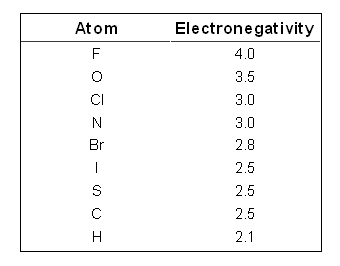 Atom Electronegativity
F 4.0
O 3.5
Cl 3.0
N 3.0
Br 2.8
I 2.5
S 2.5
C 2.5
H 2.1